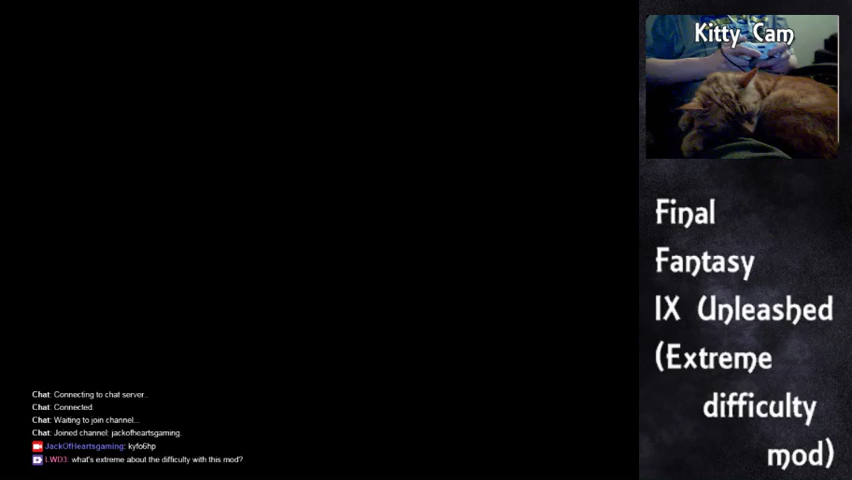 Kitty Cam
Final
Fantasy
IX Unleashed
(Extreme
difficulty
mod)
Chat: Connecting to chat server..
Chat: Connected.
Chat: Waiting to join channel...
Chat: Joined channel: jackofheartsgaming.
JackOfHeartsgaming: kyfo6hp
LWD3: what's extreme about the difficulty with this mod?